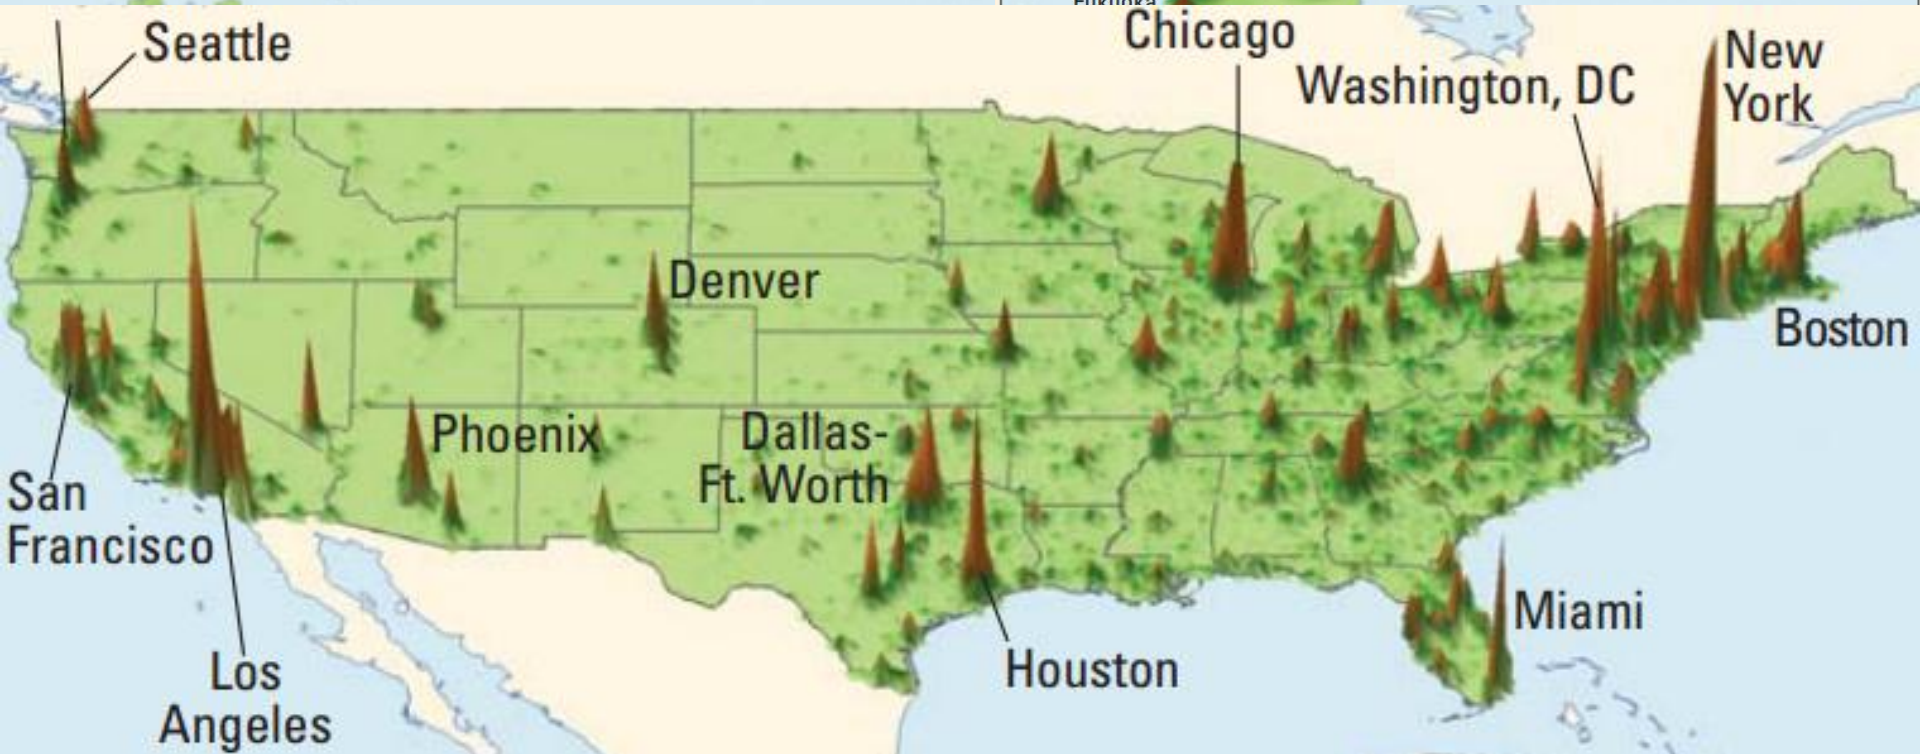 Seattle
Chicago
Washington, DC
New
York
Denver
Boston
Phoenix
Dallas-
Ft. Worth
San
Francisco
Miami
Los
Angeles
Houston